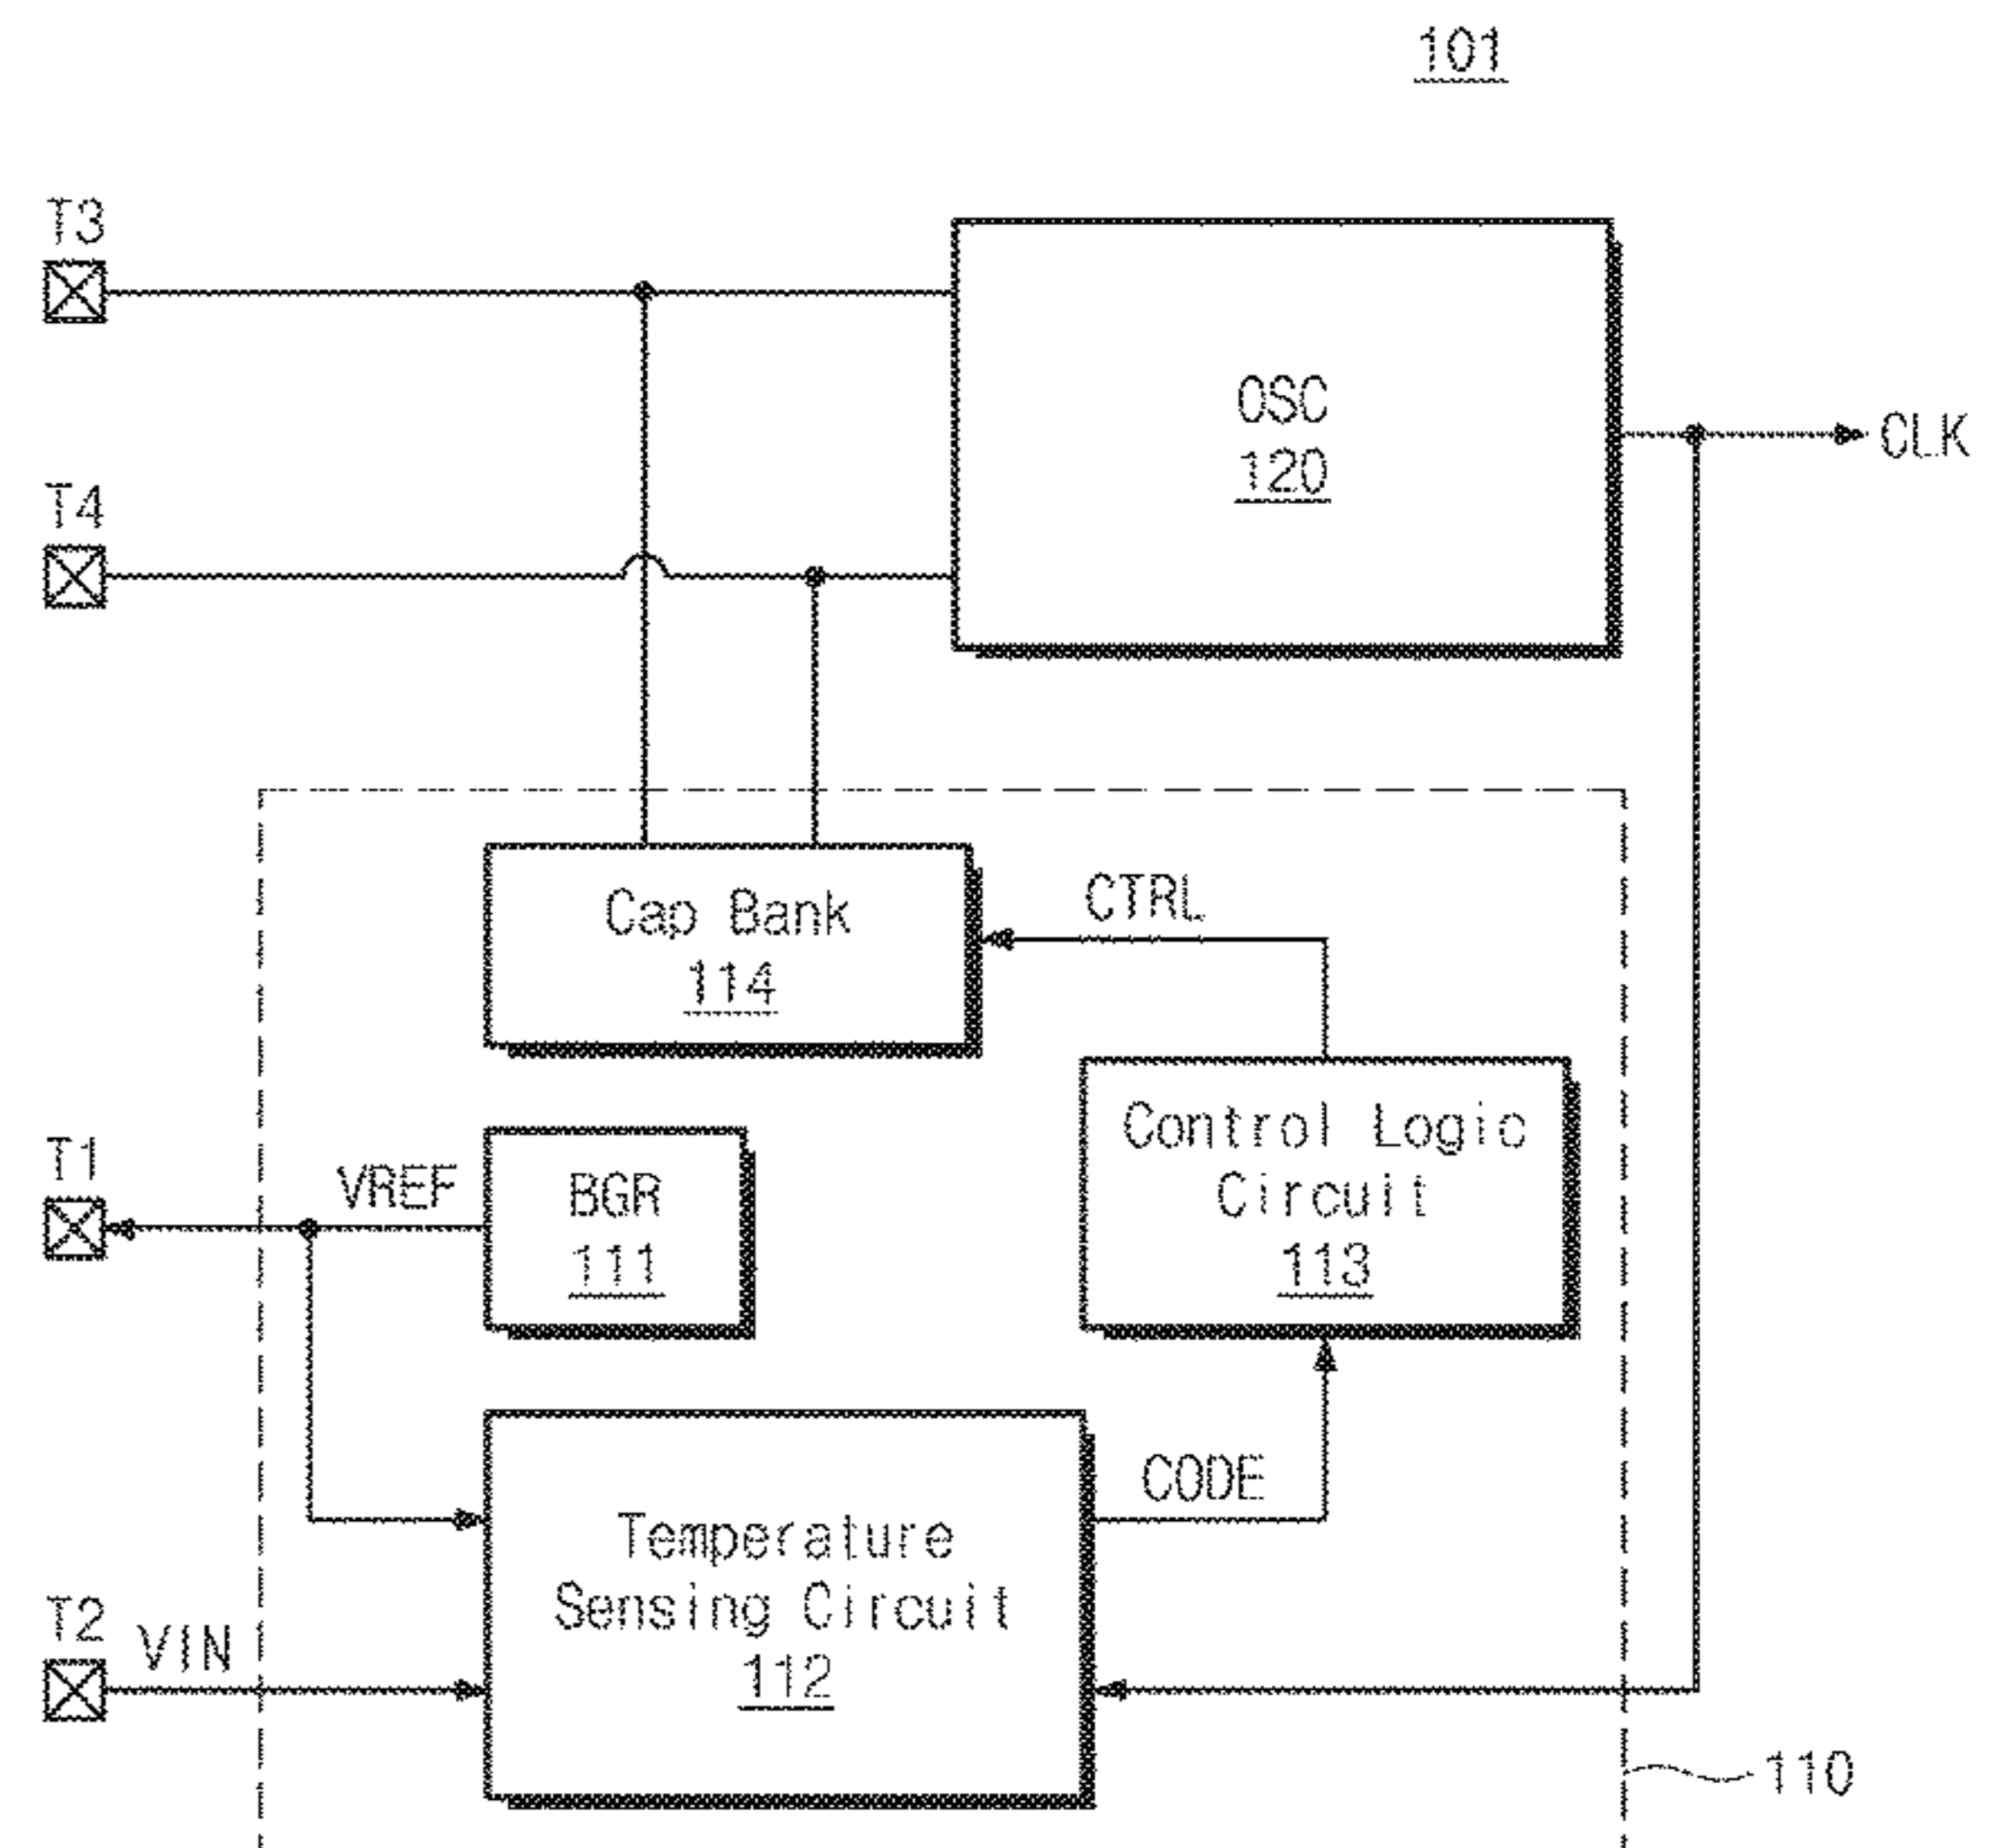 101
T3
OSC
120
CLK
T4
Cap Bank
114
CTRL
Control Logic
Circuit
113
T1
VREF
BGR
111
CODE
Temperature
Sensing Circuit
112
T2
VIN
110